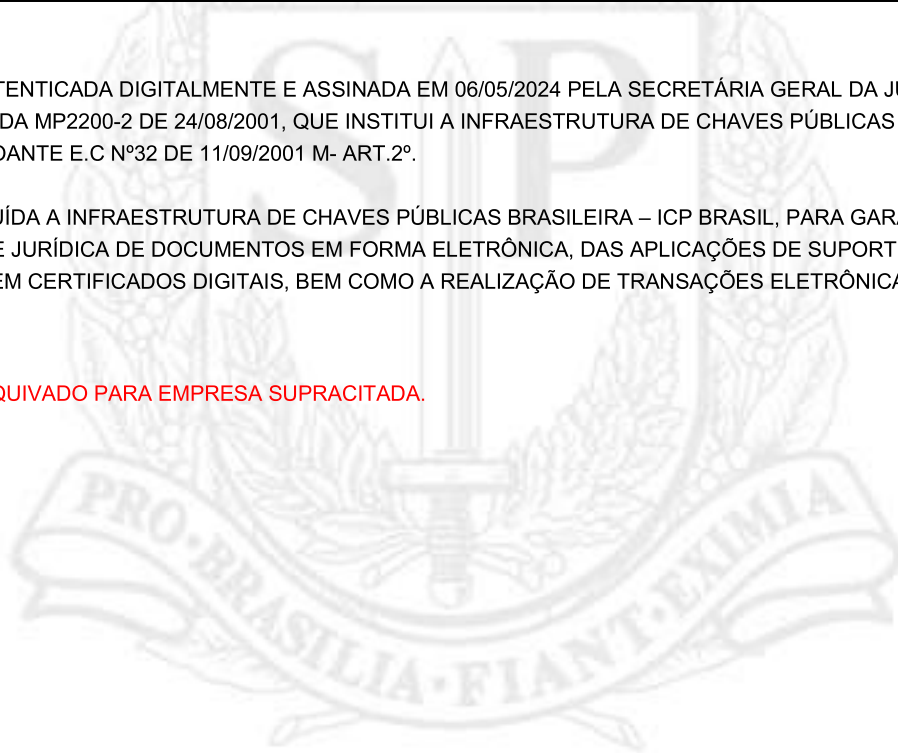 TENTICADA DIGITALMENTE E ASSINADA EM 06/05/2024 PELA SECRETÁRIA GERAL DA JU
DA MP2200-2 DE 24/08/2001, QUE INSTITUI A INFRAESTRUTURA DE CHAVES PÚBLICAS
DANTE E.C Nº32 DE 11/09/2001 M- ART.2º.
UÍDA A INFRAESTRUTURA DE CHAVES PÚBLICAS BRASILEIRA – ICP BRASIL, PARA GARA
E JURÍDICA DE DOCUMENTOS EM FORMA ELETRÔNICA, DAS APLICAÇÕES DE SUPORT
EM CERTIFICADOS DIGITAIS, BEM COMO A REALIZAÇÃO DE TRANSAÇÕES ELETRÔNICA
QUIVADO PARA EMPRESA SUPRACITADA.
SP
PRO·BRASILIA·FIANT·EXIMIA